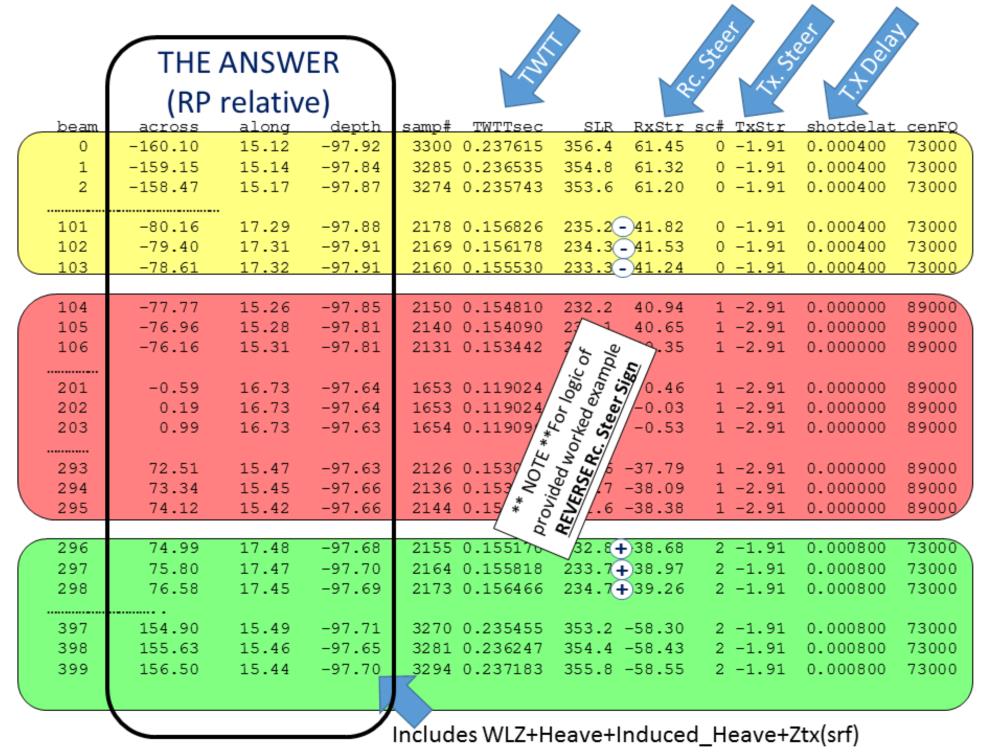 THE ANSWER
(RP relative)
TWTT
Rc. Steer
Tx. Steer
T.X Delay
beam across along depth samp# TWTTsec SLR RxStr sc# TxStr shotdelat cenFQ
0 -160.10 15.12 -97.92 3300 0.237615 356.4 61.45 0 -1.91 0.000400 73000
1 -159.15 15.14 -97.84 3285 0.236535 354.8 61.32 0 -1.91 0.000400 73000
2 -158.47 15.17 -97.87 3274 0.235743 353.6 61.20 0 -1.91 0.000400 73000
101 -80.16 17.29 -97.88 2178 0.156826 235.2 - 41.82 0 -1.91 0.000400 73000
102 -79.40 17.31 -97.91 2169 0.156178 234.3 - 41.53 0 -1.91 0.000400 73000
103 -78.61 17.32 -97.91 2160 0.155530 233.3 - 41.24 0 -1.91 0.000400 73000
104 -77.77 15.26 -97.85 2150 0.154810 232.2 40.94 1 -2.91 0.000000 89000
105 -76.96 15.28 -97.81 2140 0.154090 40.65 1 -2.91 0.000000 89000
106 -76.16 15.31 -97.81 2131 0.153442 .35 1 -2.91 0.000000 89000
201 -0.59 16.73 -97.64 1653 0.119024 0.46 1 -2.91 0.000000 89000
202 0.19 16.73 -97.64 1653 0.119024 -0.03 1 -2.91 0.000000 89000
203 0.99 16.73 -97.63 1654 0.11909 -0.53 1 -2.91 0.000000 89000
293 72.51 15.47 -97.63 2126 0.1530 -37.79 1 -2.91 0.000000 89000
294 73.34 15.45 -97.66 2136 0.153 .7 -38.09 1 -2.91 0.000000 89000
295 74.12 15.42 -97.66 2144 0.15 .6 -38.38 1 -2.91 0.000000 89000
** NOTE **For logic of
provided worked example
REVERSE Rc. Steer Sign
296 74.99 17.48 -97.68 2155 0.155170 32.8 + 38.68 2 -1.91 0.000800 73000
297 75.80 17.47 -97.70 2164 0.155818 233.7 + 38.97 2 -1.91 0.000800 73000
298 76.58 17.45 -97.69 2173 0.156466 234.7 + 39.26 2 -1.91 0.000800 73000
397 154.90 15.49 -97.71 3270 0.235455 353.2 -58.30 2 -1.91 0.000800 73000
398 155.63 15.46 -97.65 3281 0.236247 354.4 -58.43 2 -1.91 0.000800 73000
399 156.50 15.44 -97.70 3294 0.237183 355.8 -58.55 2 -1.91 0.000800 73000
Includes WLZ+Heave+Induced_Heave+Ztx(srf)